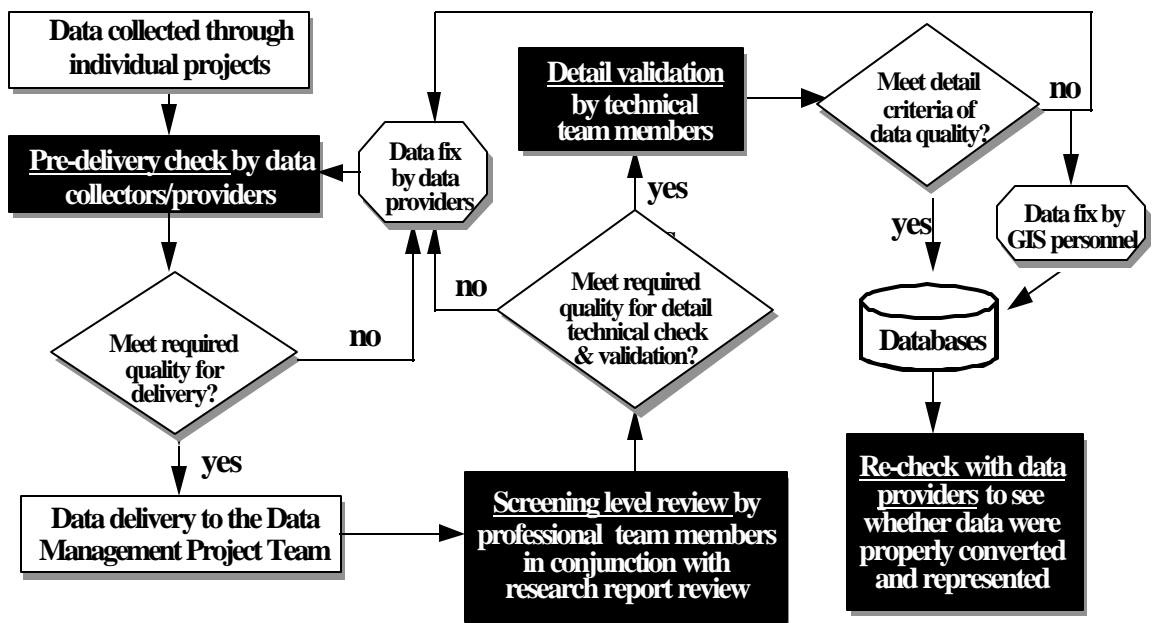 Data collected through
individual projects
Pre-delivery check by data
collectors/providers
Meet required
quality for
delivery?
no
yes
Data delivery to the Data
Management Project Team
Data fix
by data
providers
Screening level review by
professional team members
in conjunction with
research report review
Meet required
quality for detail
technical check
& validation?
no
yes
Detail validation
by technical
team members
Meet detail
criteria of
data quality?
no
yes
Data fix by
GIS personnel
Databases
Re-check with data
providers to see
whether data were
properly converted
and represented